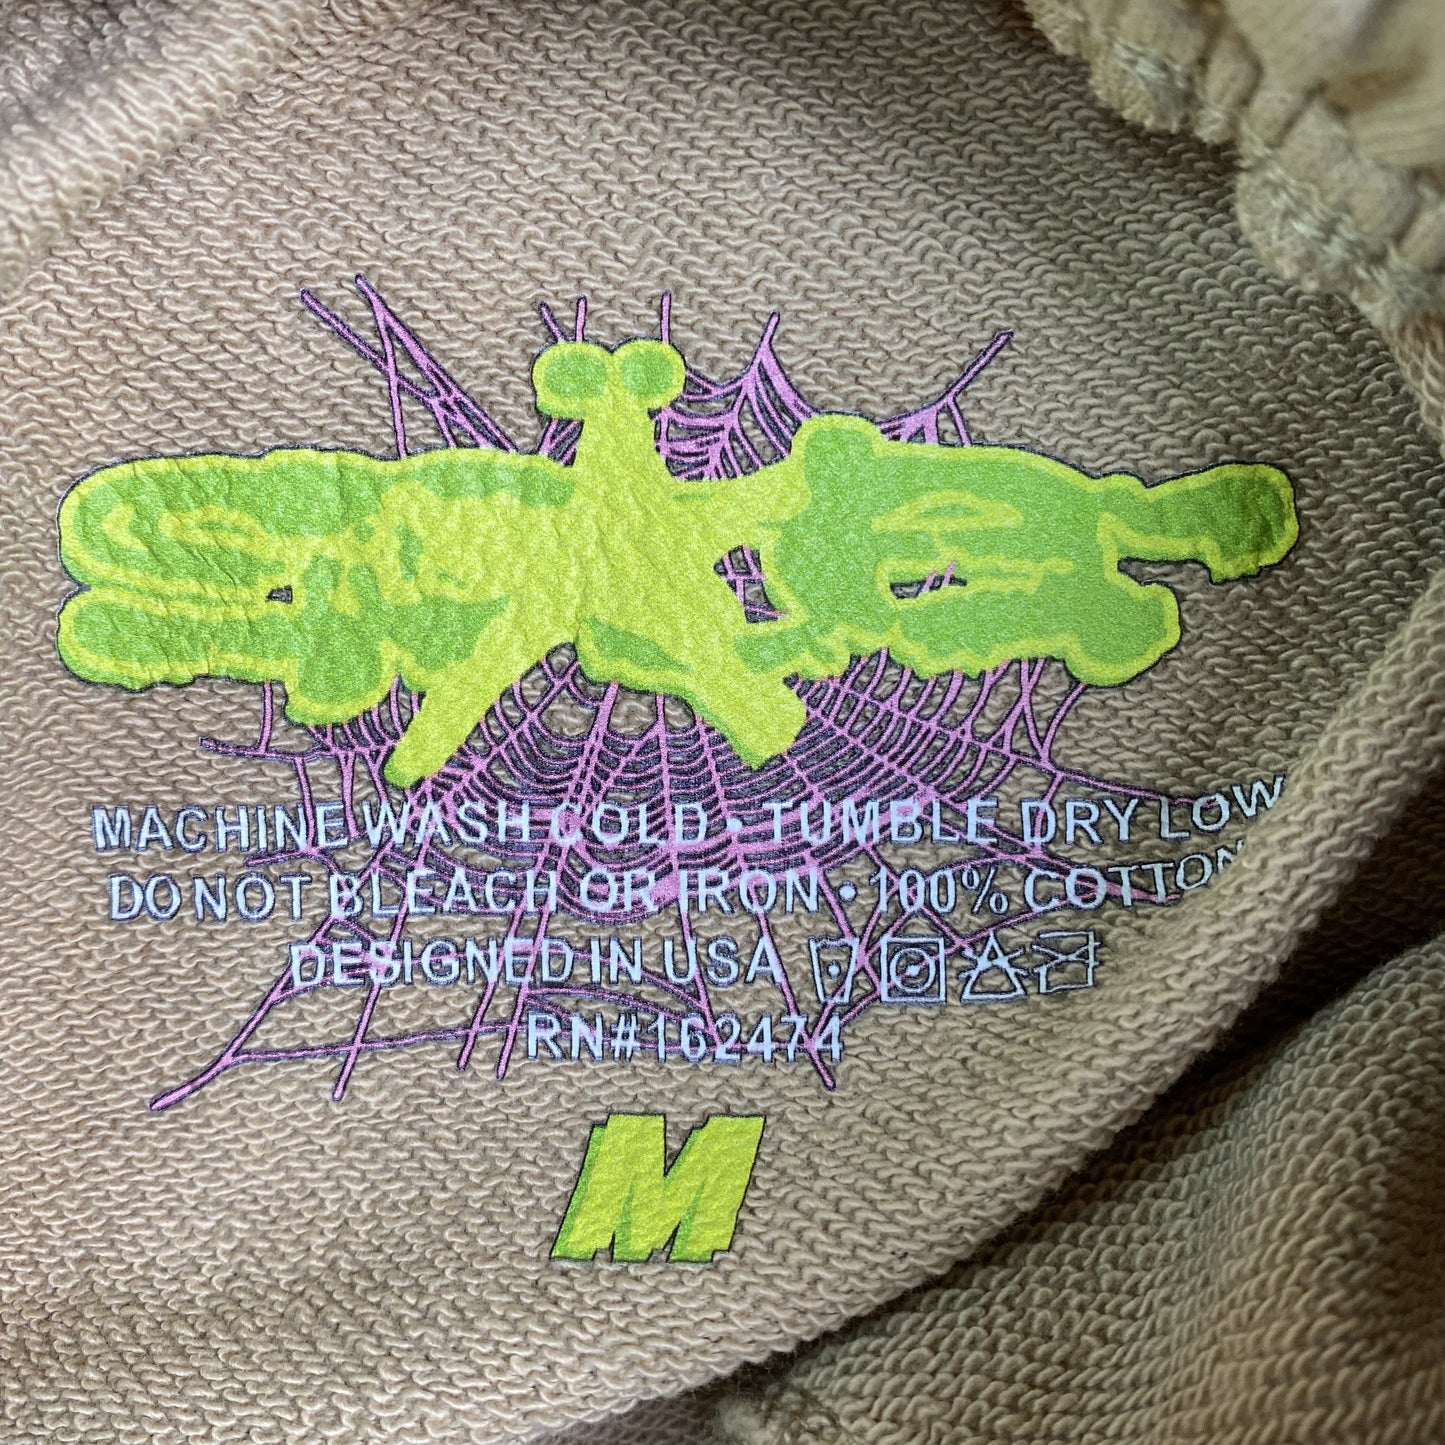 MACHINE WASH COLD • TUMBLE DRY LOW
DO NOT BLEACH OR IRON • 100% COTTON
DESIGNED IN USA
RN#162474
M